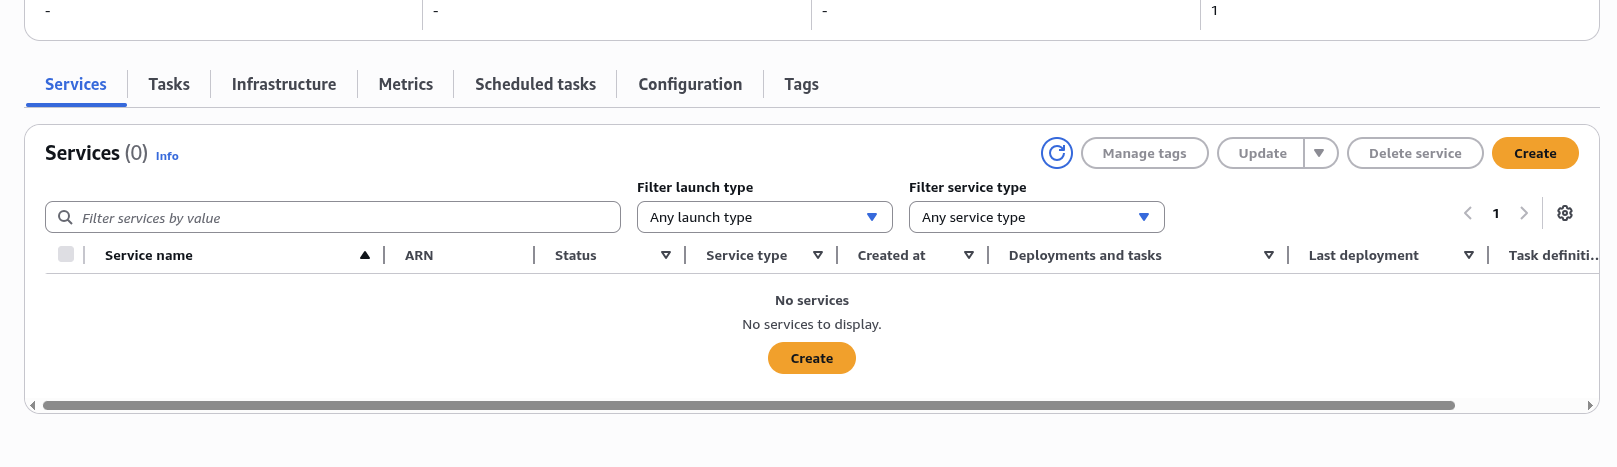 - - - 1
Services Tasks Infrastructure Metrics Scheduled tasks Configuration Tags
Services (0) Info Manage tags Update Delete service Create
Filter launch type Filter service type
Filter services by value Any launch type Any service type 1
Service name ARN Status Service type Created at Deployments and tasks Last deployment Task definiti..
No services
No services to display.
Create